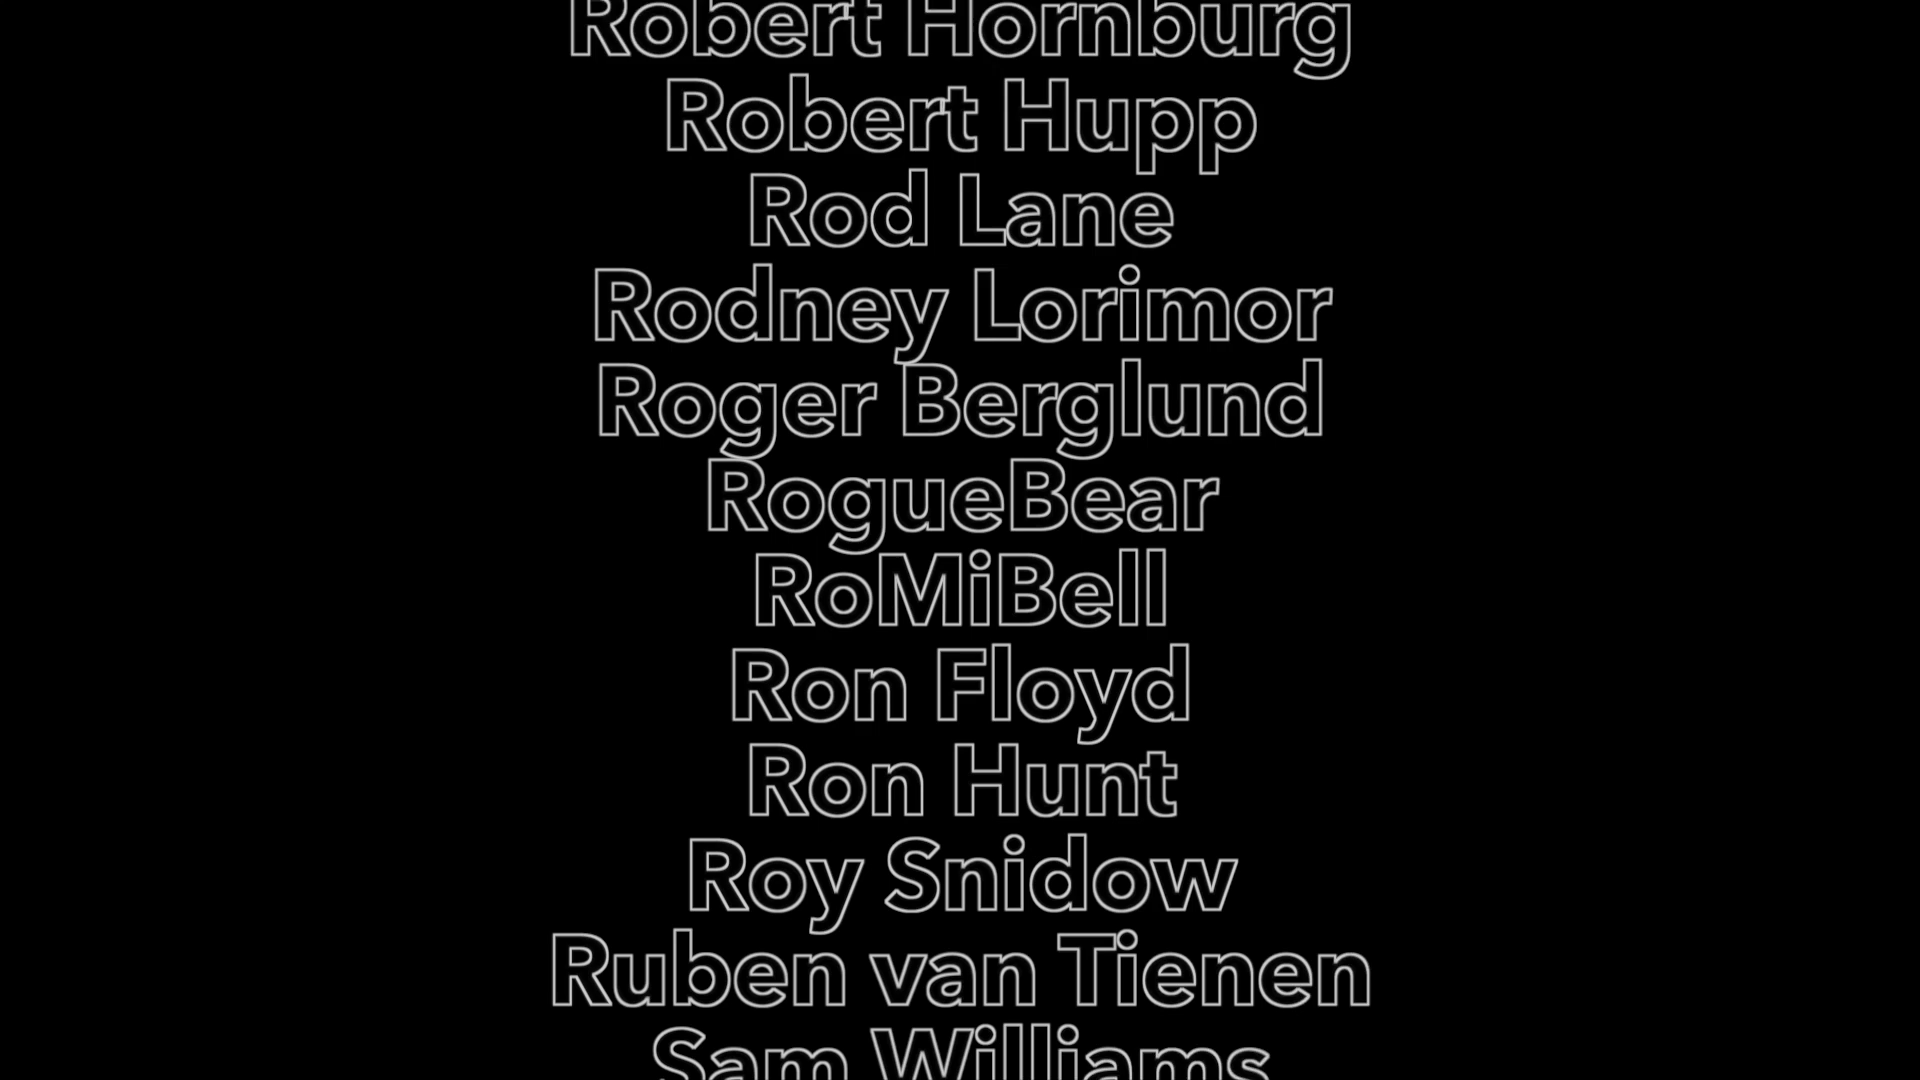 Robert Hornburg
Robert Hupp
Rod Lane
Rodney Lorimor
Roger Berglund
RogueBear
RoMiBell
Ron Floyd
Ron Hunt
Roy Snidow
Ruben van Tienen
Sam Williams